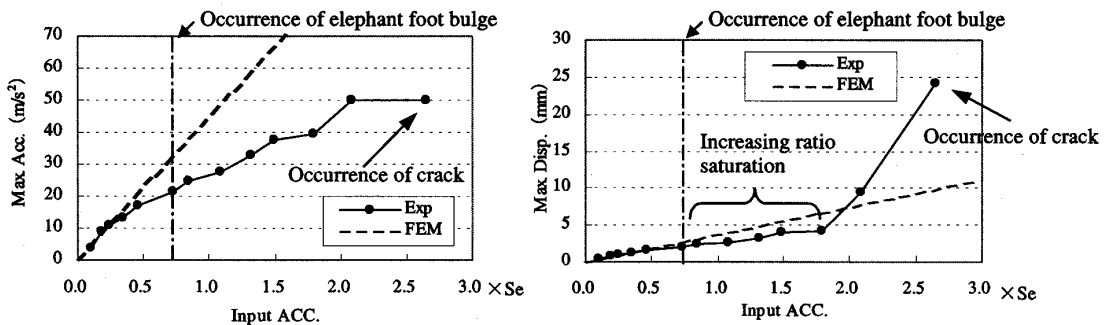 Occurrence of elephant foot bulge
70
60
50
40
30
20
10
0
Max Acc. (m/s²)
Occurrence of crack
Exp
FEM
0.0 0.5 1.0 1.5 2.0 2.5 3.0 ×Se
Input ACC.
Occurrence of elephant foot bulge
30
25
20
15
10
5
0
Max Disp. (mm)
Exp
FEM
Increasing ratio
saturation
Occurrence of crack
0.0 0.5 1.0 1.5 2.0 2.5 3.0 ×Se
Input ACC.